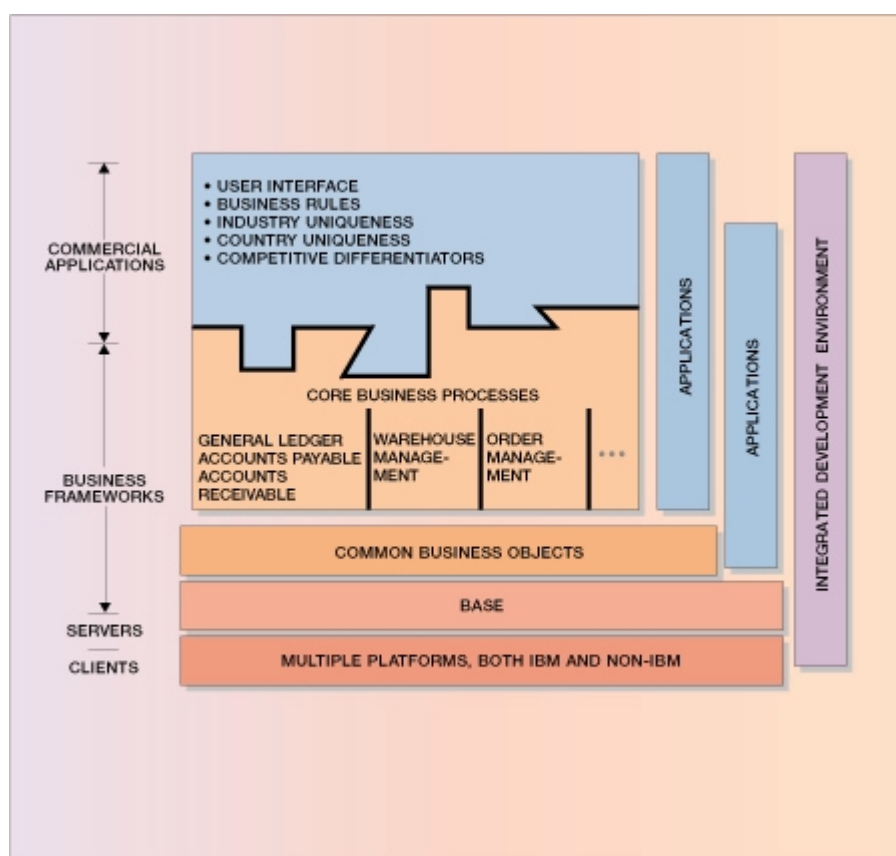 COMMERCIAL
APPLICATIONS
BUSINESS
FRAMEWORKS
SERVERS
CLIENTS
• USER INTERFACE
• BUSINESS RULES
• INDUSTRY UNIQUENESS
• COUNTRY UNIQUENESS
• COMPETITIVE DIFFERENTIATORS
CORE BUSINESS PROCESSES
GENERAL LEDGER
ACCOUNTS PAYABLE
ACCOUNTS
RECEIVABLE
WAREHOUSE
MANAGE-
MENT
ORDER
MANAGE-
MENT
•••
COMMON BUSINESS OBJECTS
BASE
MULTIPLE PLATFORMS, BOTH IBM AND NON-IBM
APPLICATIONS
APPLICATIONS
INTEGRATED DEVELOPMENT ENVIRONMENT